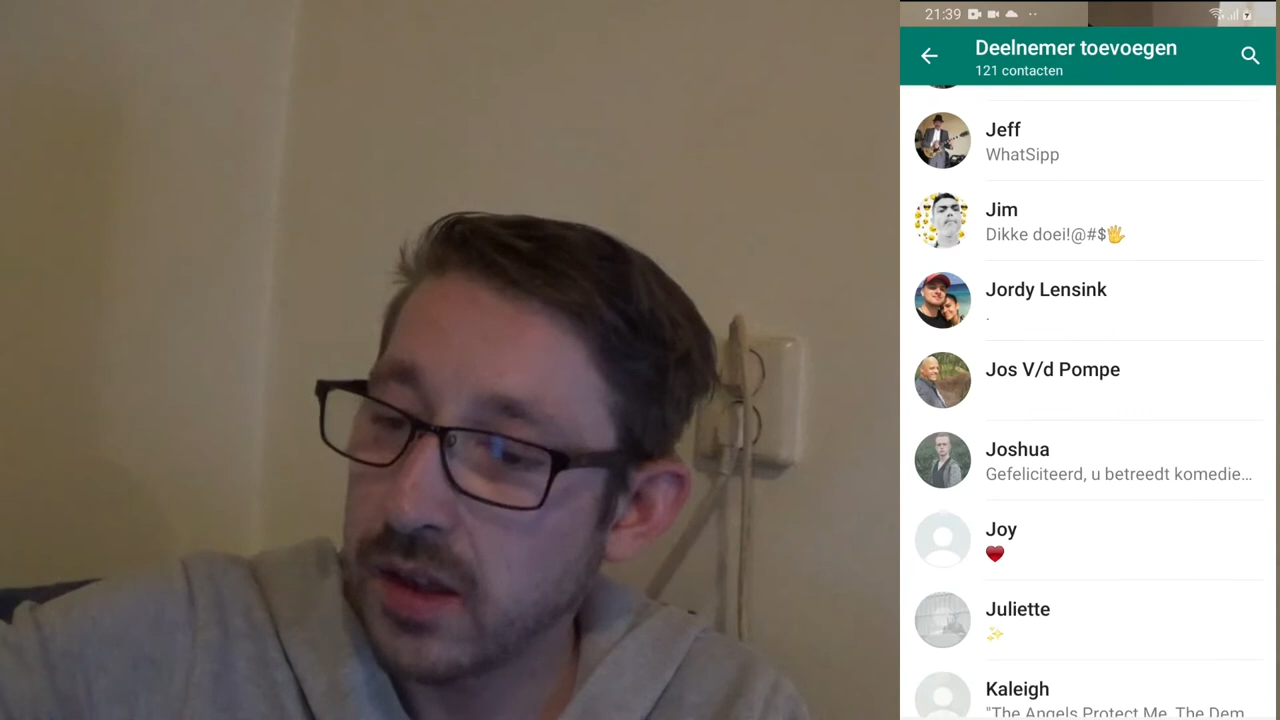 21:39
Deelnemer toevoegen
121 contacten
Jeff
WhatSipp
Jim
Dikke doei!@#$🖐
Jordy Lensink
.
Jos V/d Pompe
Joshua
Gefeliciteerd, u betreedt komedie...
Joy
❤️
Juliette
✨
Kaleigh
"The Angels Protect Me, The Dem